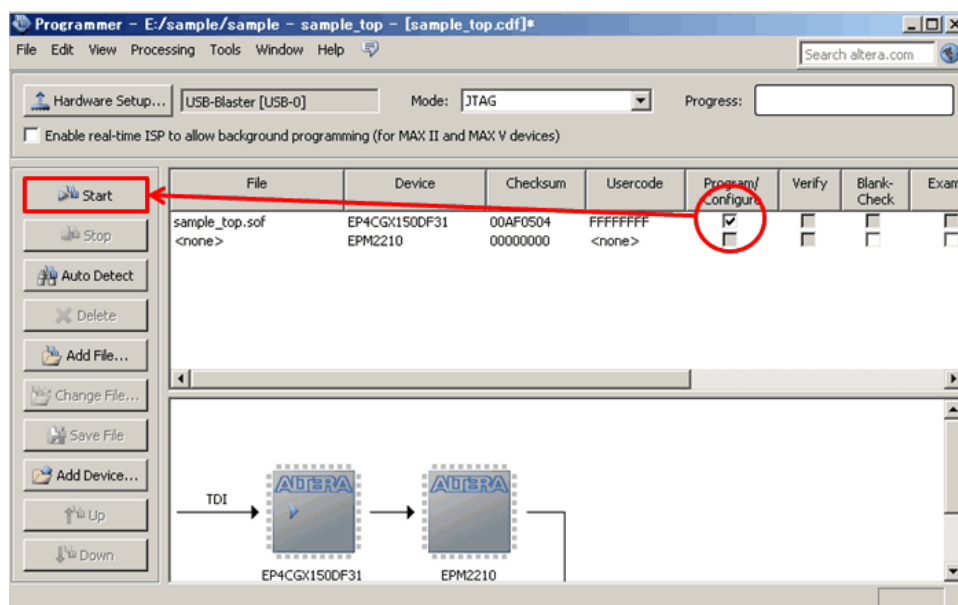 Programmer - E:/sample/sample - sample_top - [sample_top.cdf]*
File Edit View Processing Tools Window Help
Search altera.com
Hardware Setup... USB-Blaster [USB-0] Mode: JTAG Progress:
Enable real-time ISP to allow background programming (for MAX II and MAX V devices)
Start
Stop
Auto Detect
Delete
Add File...
Change File...
Save File
Add Device...
Up
Down
File Device Checksum Usercode Program/ Configure Verify Blank- Check Exam
sample_top.sof EP4CGX150DF31 00AF0504 FFFFFFFF
<none> EPM2210 00000000 <none>
TDI
ALTERA ALTERA
EP4CGX150DF31 EPM2210